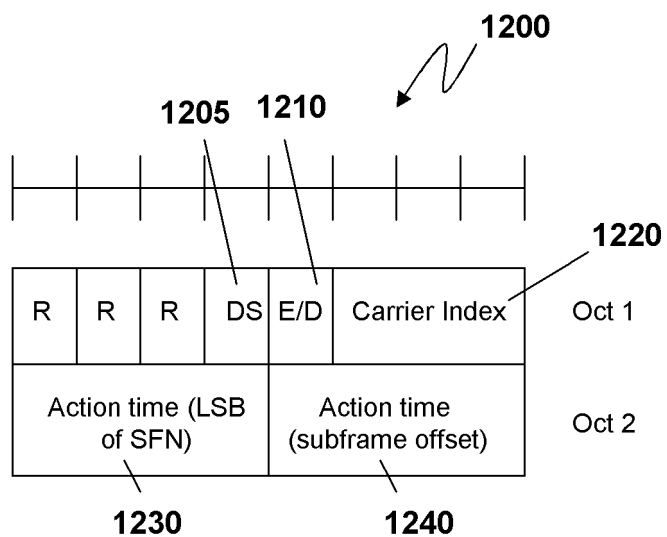 1200
1205 1210
1220
R R R DS E/D Carrier Index Oct 1
Action time (LSB of SFN) Action time (subframe offset) Oct 2
1230 1240